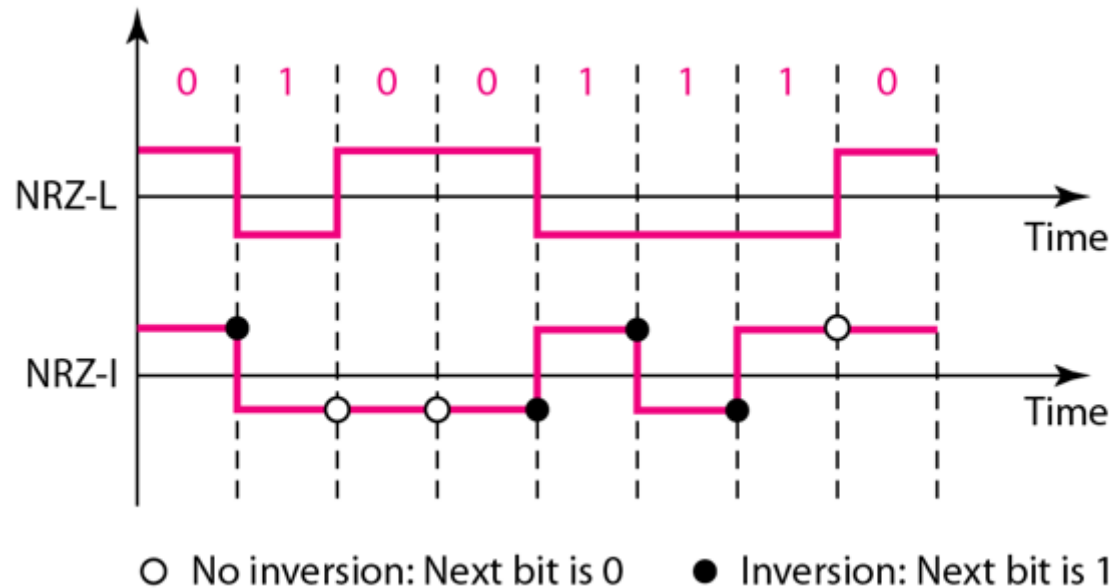 0 1 0 0 1 1 1 0
NRZ-L
Time
NRZ-I
Time
No inversion: Next bit is 0
Inversion: Next bit is 1